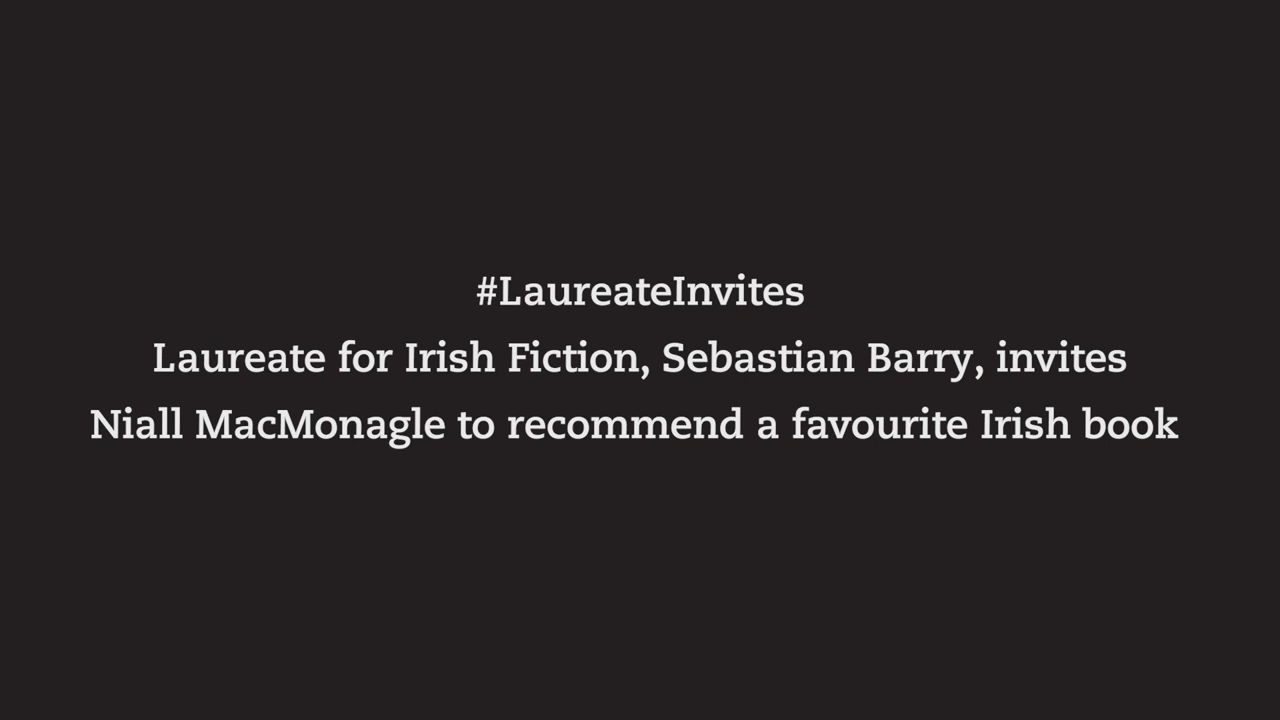 #LaureateInvites
Laureate for Irish Fiction, Sebastian Barry, invites
Niall MacMonagle to recommend a favourite Irish book